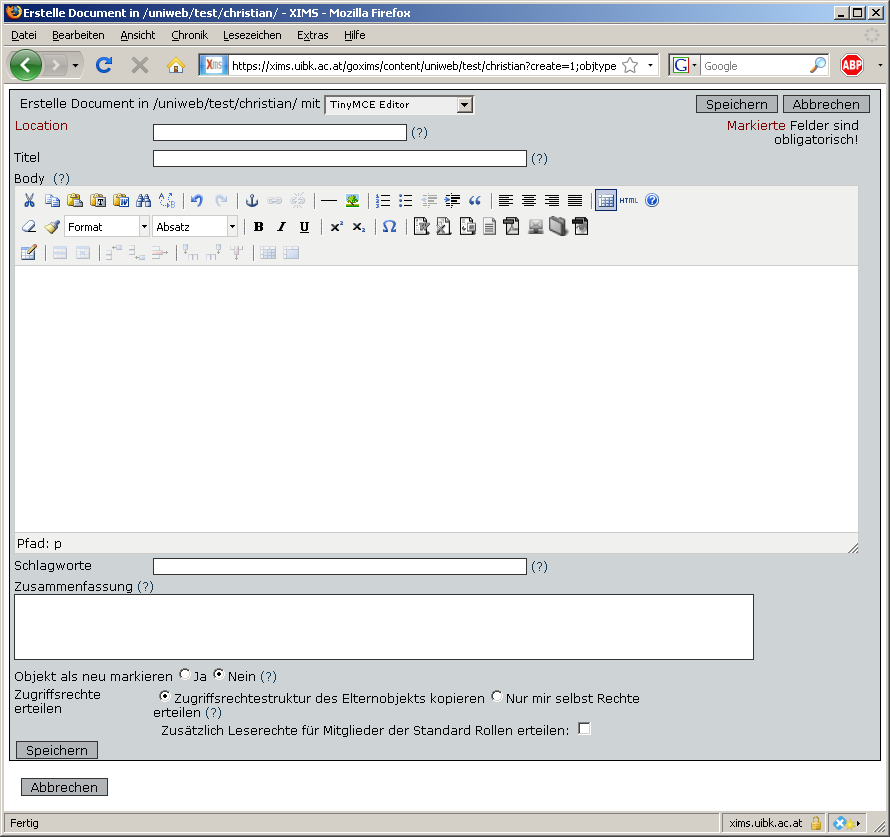 Erstelle Document in /uniweb/test/christian/ - XIMS - Mozilla Firefox
Datei Bearbeiten Ansicht Chronik Lesezeichen Extras Hilfe
Xims https://xims.uibk.ac.at/goxims/content/uniweb/test/christian?create=1;objtype G Google ABP
Erstelle Document in /uniweb/test/christian/ mit TinyMCE Editor Speichern Abbrechen
Location (?) Markierte Felder sind
obligatorisch!
Titel (?)
Body (?)
HTML
Format Absatz B I U x² x₂ Ω
Pfad: p
Schlagworte (?)
Zusammenfassung (?)
Objekt als neu markieren Ja Nein (?)
Zugriffsrechte
erteilen
Zugriffsrechtestruktur des Elternobjekts kopieren Nur mir selbst Rechte
erteilen (?)
Zusätzlich Leserechte für Mitglieder der Standard Rollen erteilen:
Speichern
Abbrechen
Fertig xims.uibk.ac.at